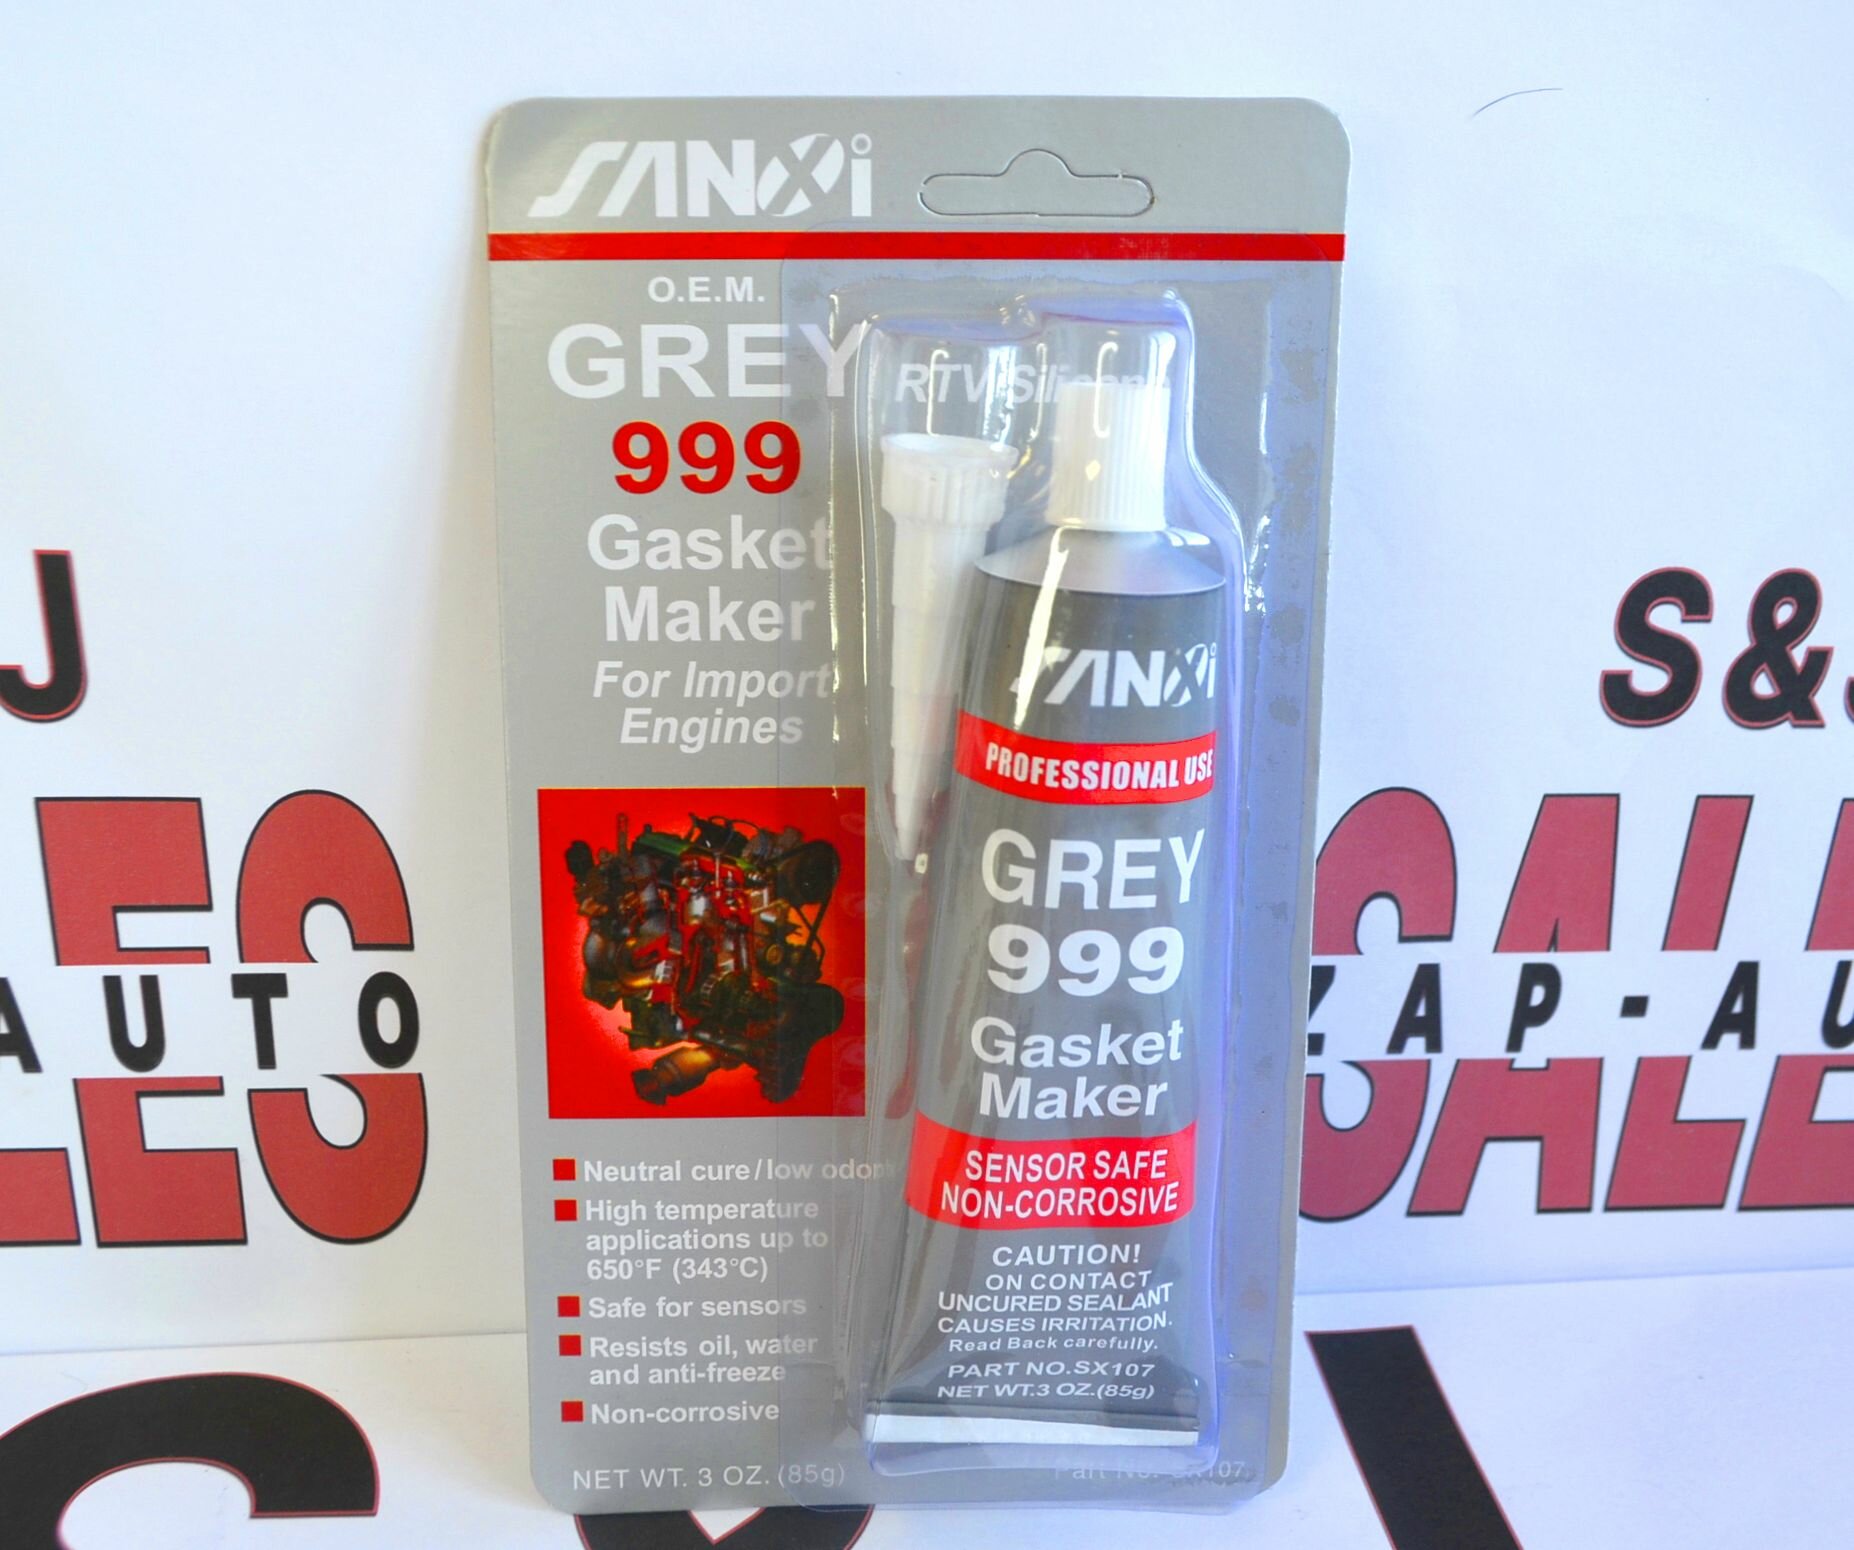 SANXi
O.E.M.
GREY RTV Silicone
999
Gasket
Maker
For Import
Engines
Neutral cure/low odor
High temperature
applications up to
650°F (343°C)
Safe for sensors
Resists oil, water
and anti-freeze
Non-corrosive
NET WT. 3 OZ. (85g)
Part No. SX107
SANXi
PROFESSIONAL USE
GREY
999
Gasket
Maker
SENSOR SAFE
NON-CORROSIVE
CAUTION!
ON CONTACT
UNCURED SEALANT
CAUSES IRRITATION.
Read Back carefully.
PART NO.SX107
NET WT.3 OZ.(85g)
J
AUTO
S&
ZAP-AU